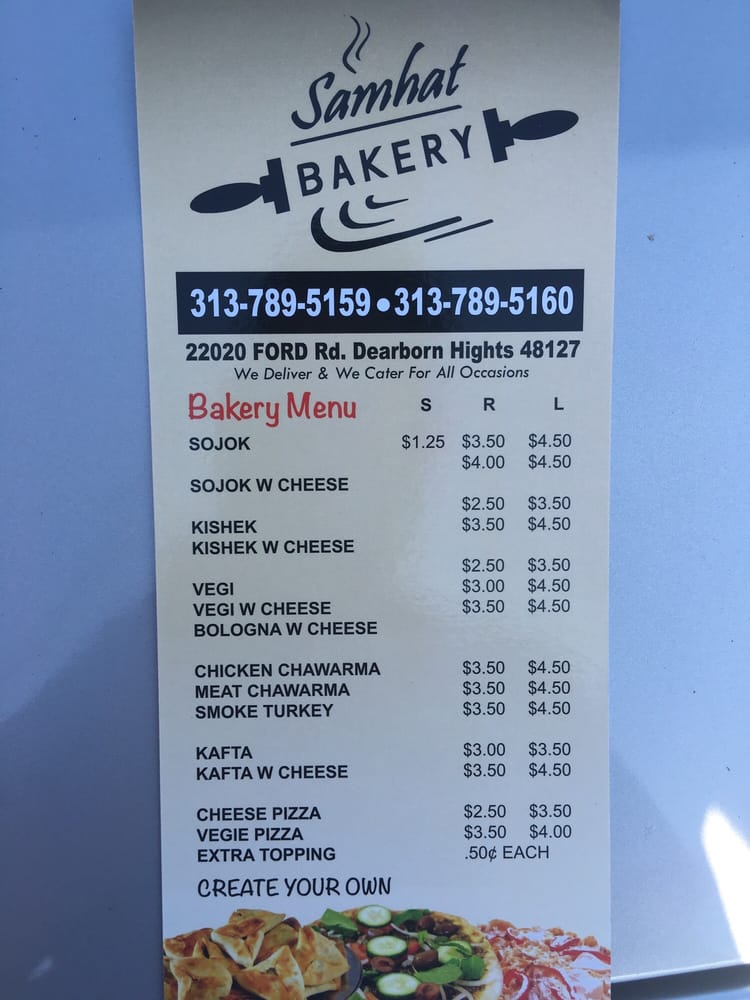 Samhat
BAKERY
313-789-5159 • 313-789-5160
22020 FORD Rd. Dearborn Hights 48127
We Deliver & We Cater For All Occasions
Bakery Menu S R L
SOJOK $1.25 $3.50 $4.50
$4.00 $4.50
SOJOK W CHEESE
$2.50 $3.50
KISHEK $3.50 $4.50
KISHEK W CHEESE
$2.50 $3.50
VEGI $3.00 $4.50
VEGI W CHEESE $3.50 $4.50
BOLOGNA W CHEESE
CHICKEN CHAWARMA $3.50 $4.50
MEAT CHAWARMA $3.50 $4.50
SMOKE TURKEY $3.50 $4.50
KAFTA $3.00 $3.50
KAFTA W CHEESE $3.50 $4.50
CHEESE PIZZA $2.50 $3.50
VEGIE PIZZA $3.50 $4.00
EXTRA TOPPING .50¢ EACH
CREATE YOUR OWN